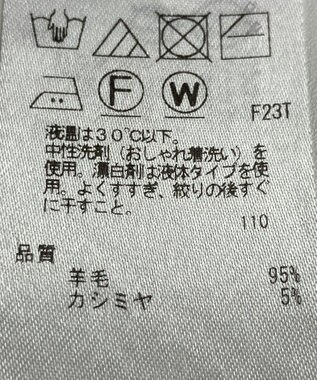 F W
F23T
液温は30℃以下。
中性洗剤（おしゃれ着洗い）を
使用。漂白剤は液体タイプを使
用。よくすすぎ、絞りの後すぐ
に干すこと。
110
品質
羊毛 95%
カシミヤ 5%